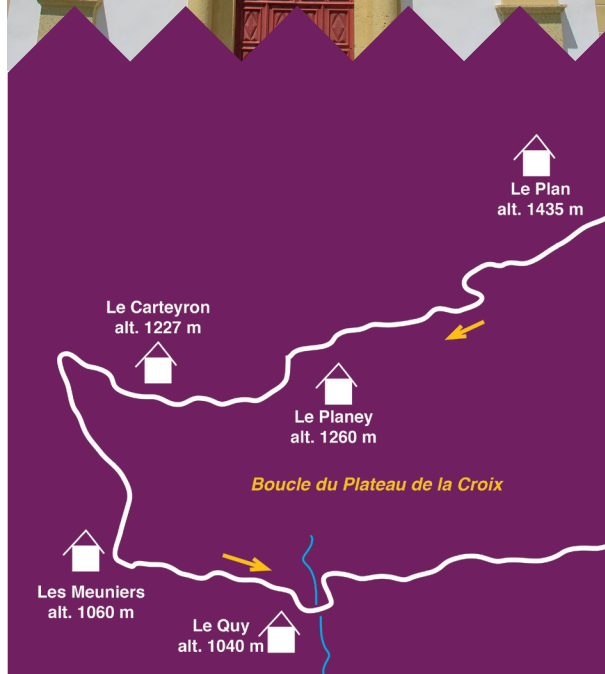 Le Plan
alt. 1435 m
Le Carteyron
alt. 1227 m
Le Planey
alt. 1260 m
Boucle du Plateau de la Croix
Les Meuniers
alt. 1060 m
Le Quy
alt. 1040 m